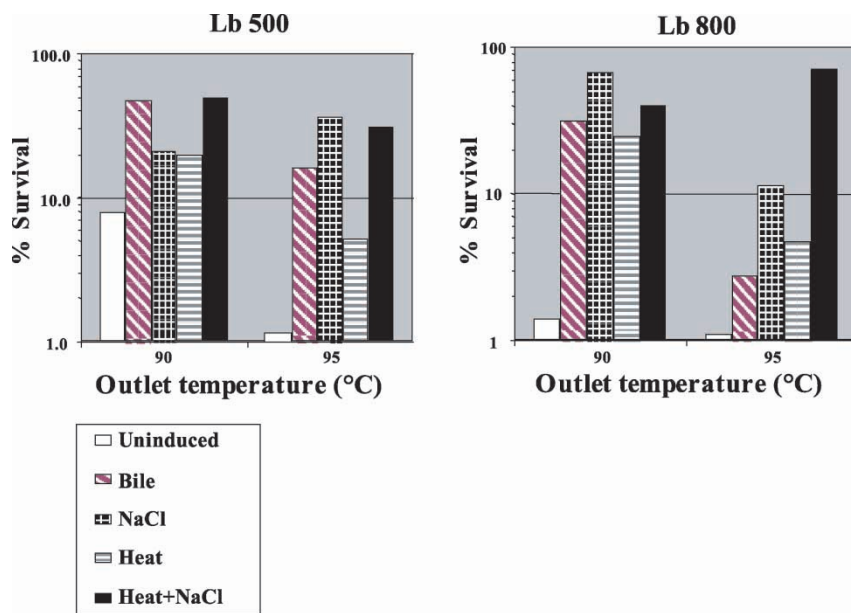 Lb 500
Lb 800
100.0
10.0
1.0
% Survival
90
95
Outlet temperature (°C)
100
10
1
% Survival
90
95
Outlet temperature (°C)
Uninduced
Bile
NaCl
Heat
Heat+NaCl